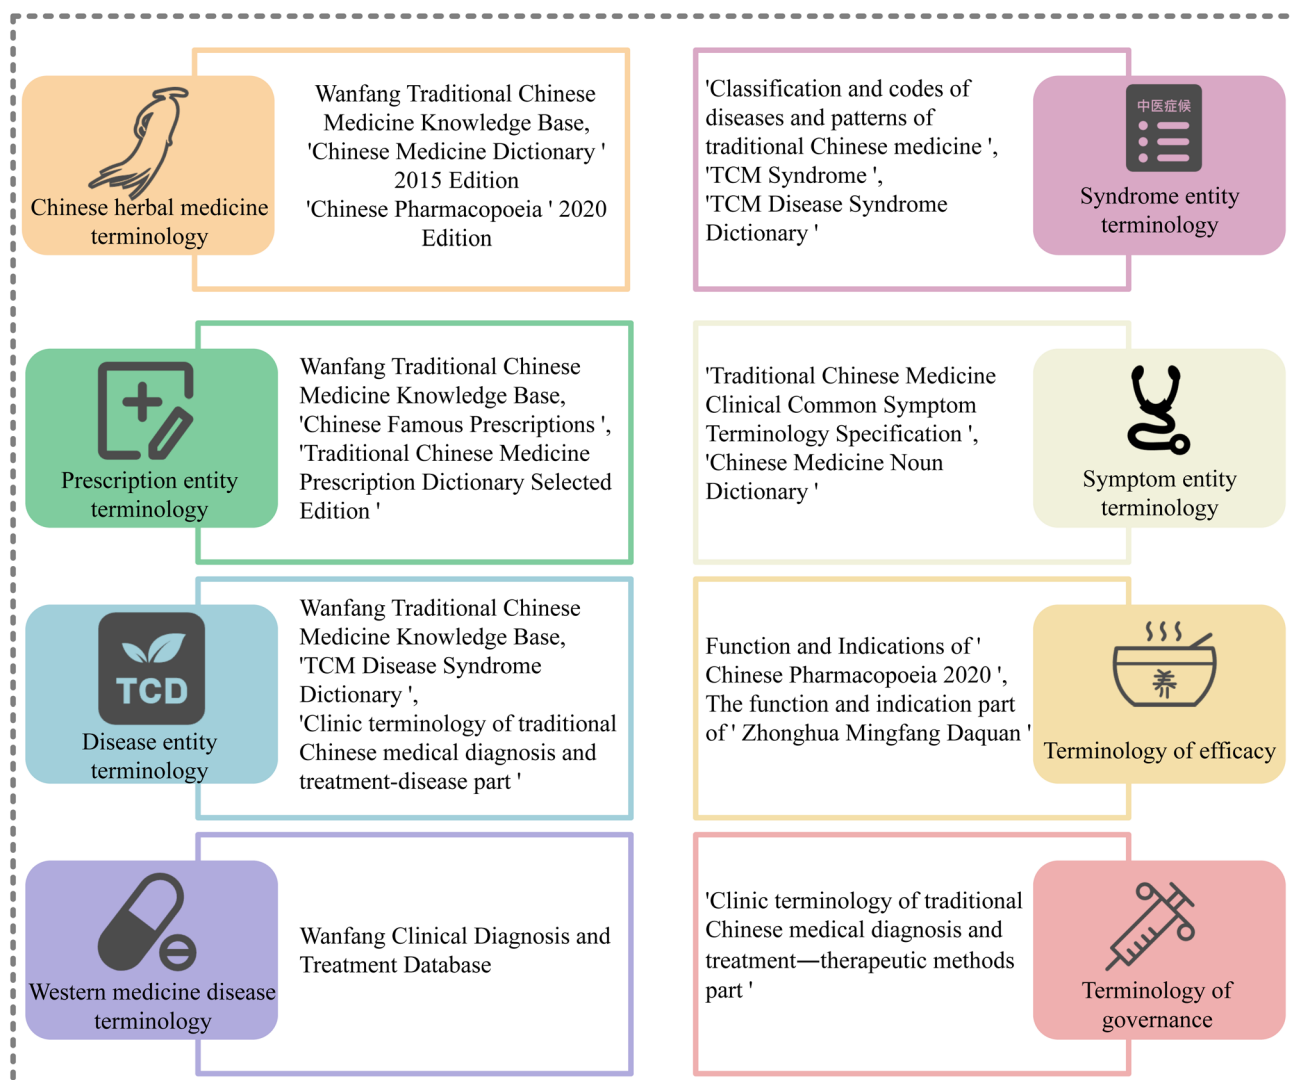 Wanfang Traditional Chinese
Medicine Knowledge Base,
'Chinese Medicine Dictionary '
2015 Edition
'Chinese Pharmacopoeia ' 2020
Edition
Chinese herbal medicine
terminology
'Classification and codes of
diseases and patterns of
traditional Chinese medicine ',
'TCM Syndrome ',
'TCM Disease Syndrome
Dictionary '
中医症候
Syndrome entity
terminology
Wanfang Traditional Chinese
Medicine Knowledge Base,
'Chinese Famous Prescriptions ',
'Traditional Chinese Medicine
Prescription Dictionary Selected
Edition '
Prescription entity
terminology
'Traditional Chinese Medicine
Clinical Common Symptom
Terminology Specification ',
'Chinese Medicine Noun
Dictionary '
Symptom entity
terminology
Wanfang Traditional Chinese
Medicine Knowledge Base,
'TCM Disease Syndrome
Dictionary ',
'Clinic terminology of traditional
Chinese medical diagnosis and
treatment-disease part '
TCD
Disease entity
terminology
Function and Indications of '
Chinese Pharmacopoeia 2020 ',
The function and indication part
of ' Zhonghua Mingfang Daquan '
养
Terminology of efficacy
Wanfang Clinical Diagnosis and
Treatment Database
Western medicine disease
terminology
'Clinic terminology of traditional
Chinese medical diagnosis and
treatment—therapeutic methods
part '
Terminology of
governance